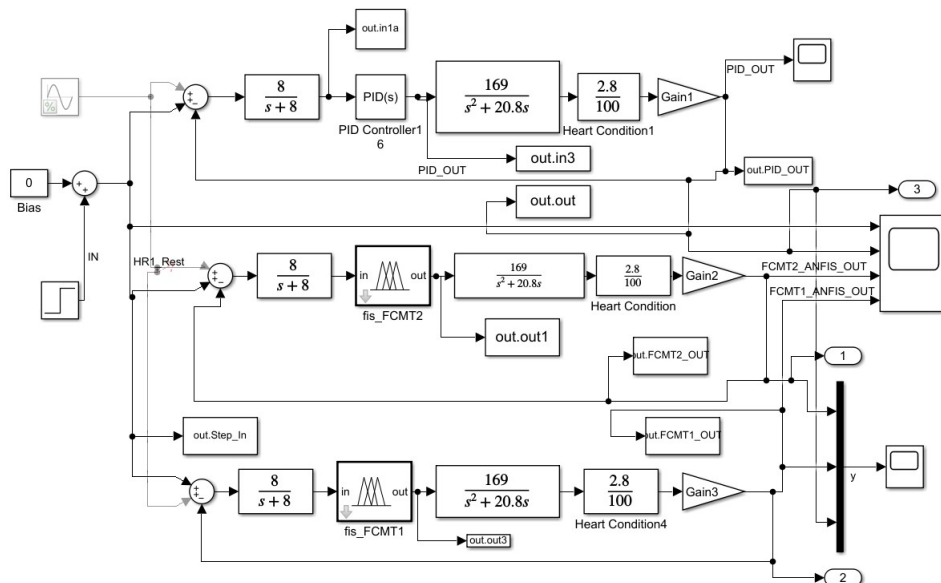 out.in1a
PID_OUT
%
8
s + 8
PID(s)
PID Controller1
6
169
s² + 20.8s
2.8
100
Heart Condition1
Gain1
out.in3
PID_OUT
out.PID_OUT
3
0
Bias
IN
out.out
HR1_Rest
8
s + 8
in
out
fis_FCMT2
169
s² + 20.8s
2.8
100
Heart Condition
Gain2
FCMT2_ANFIS_OUT
FCMT1_ANFIS_OUT
out.out1
out.FCMT2_OUT
1
out.Step_In
out.FCMT1_OUT
y
8
s + 8
in
out
fis_FCMT1
169
s² + 20.8s
2.8
100
Heart Condition4
Gain3
out.out3
2